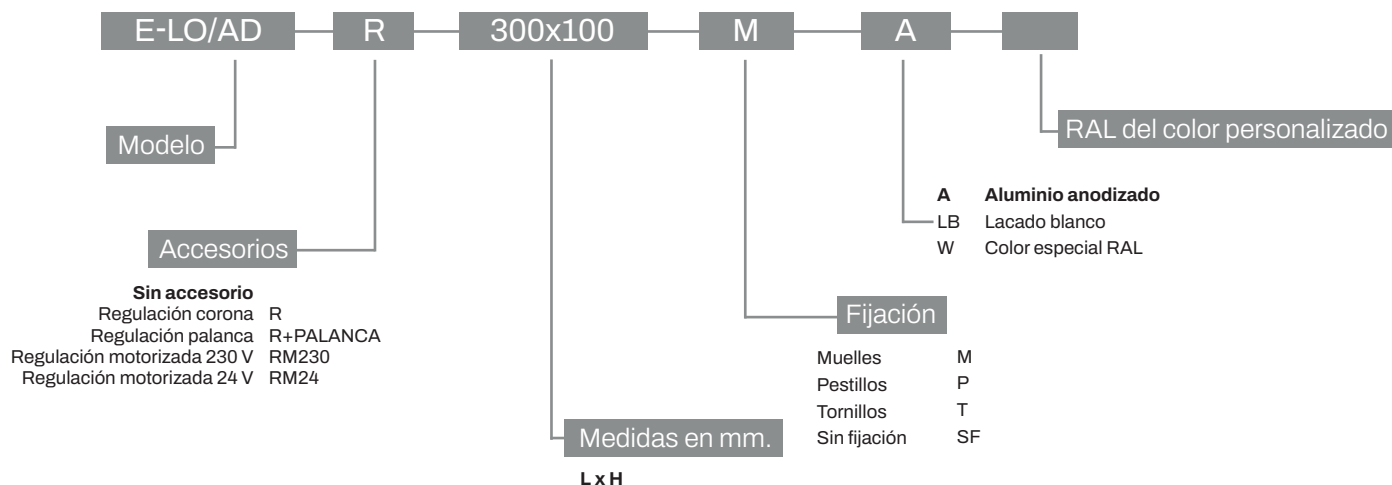 E-LO/AD R 300x100 M A
Modelo
RAL del color personalizado
A Aluminio anodizado
LB Lacado blanco
W Color especial RAL
Accesorios
Sin accesorio
Regulación corona R
Regulación palanca R+PALANCA
Regulación motorizada 230 V RM230
Regulación motorizada 24 V RM24
Fijación
Muelles M
Pestillos P
Tornillos T
Sin fijación SF
Medidas en mm.
L x H